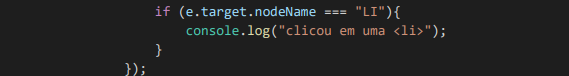 if (e.target.nodeName === "LI"){
console.log("clicou em uma <li>");
}
});